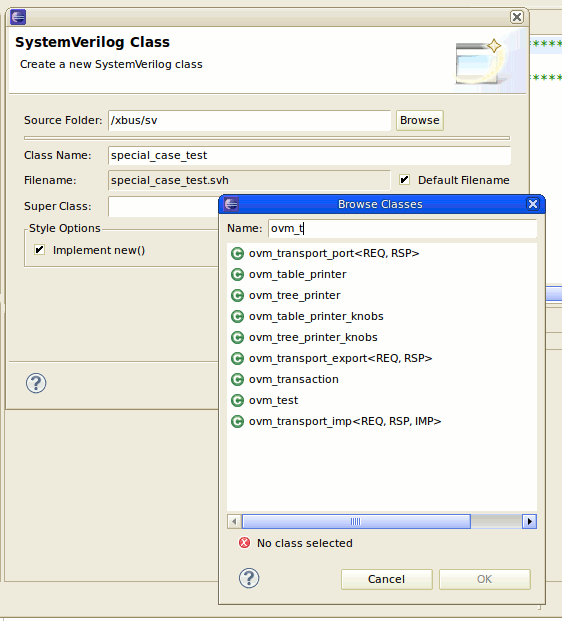 SystemVerilog Class
Create a new SystemVerilog class
*****
*****
Source Folder: /xbus/sv Browse
Class Name: special_case_test
Filename: special_case_test.svh Default Filename
Super Class:
Style Options
Implement new()
Browse Classes
Name: ovm_t
ovm_transport_port<REQ, RSP>
ovm_table_printer
ovm_tree_printer
ovm_table_printer_knobs
ovm_tree_printer_knobs
ovm_transport_export<REQ, RSP>
ovm_transaction
ovm_test
ovm_transport_imp<REQ, RSP, IMP>
No class selected
Cancel OK